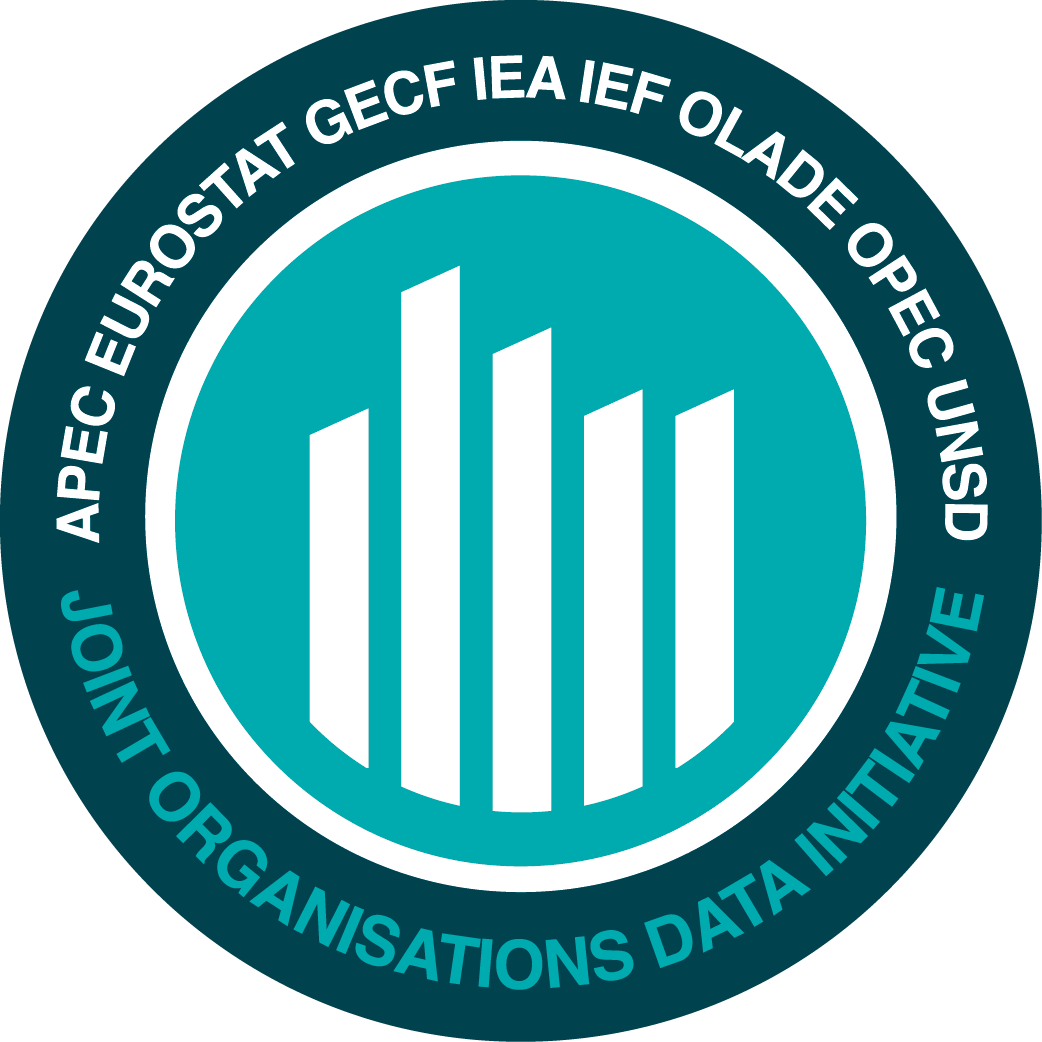 APEC EUROSTAT GECF IEA IEF OLADE OPEC UNSD
JOINT ORGANISATIONS DATA INITIATIVE